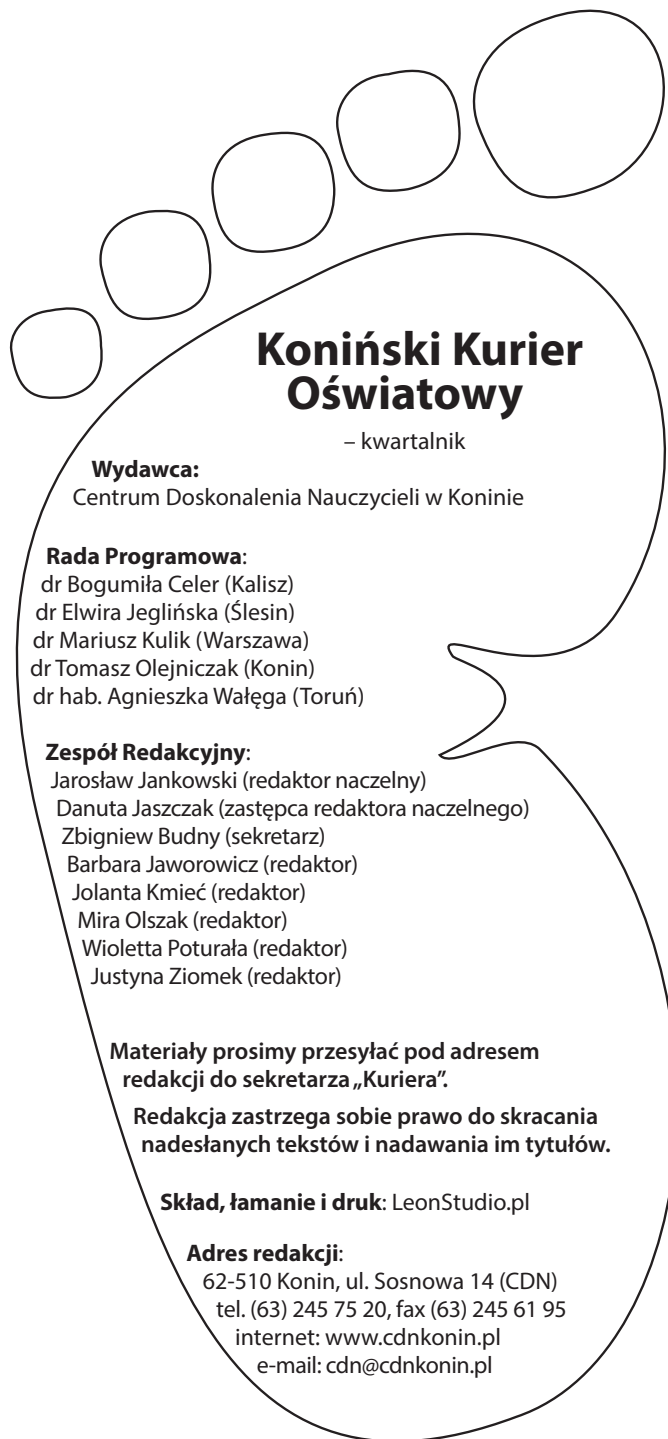 Koniński Kurier
Oświatowy
– kwartalnik
Wydawca:
Centrum Doskonalenia Nauczycieli w Koninie
Rada Programowa:
dr Bogumiła Celer (Kalisz)
dr Elwira Jeglińska (Ślesin)
dr Mariusz Kulik (Warszawa)
dr Tomasz Olejniczak (Konin)
dr hab. Agnieszka Wałęga (Toruń)
Zespół Redakcyjny:
Jarosław Jankowski (redaktor naczelny)
Danuta Jaszczak (zastępca redaktora naczelnego)
Zbigniew Budny (sekretarz)
Barbara Jaworowicz (redaktor)
Jolanta Kmieć (redaktor)
Mira Olszak (redaktor)
Wioletta Poturała (redaktor)
Justyna Ziomek (redaktor)
Materiały prosimy przesyłać pod adresem
redakcji do sekretarza „Kuriera”.
Redakcja zastrzega sobie prawo do skracania
nadesłanych tekstów i nadawania im tytułów.
Skład, łamanie i druk: LeonStudio.pl
Adres redakcji:
62-510 Konin, ul. Sosnowa 14 (CDN)
tel. (63) 245 75 20, fax (63) 245 61 95
internet: www.cdnkonin.pl
e-mail: cdn@cdnkonin.pl